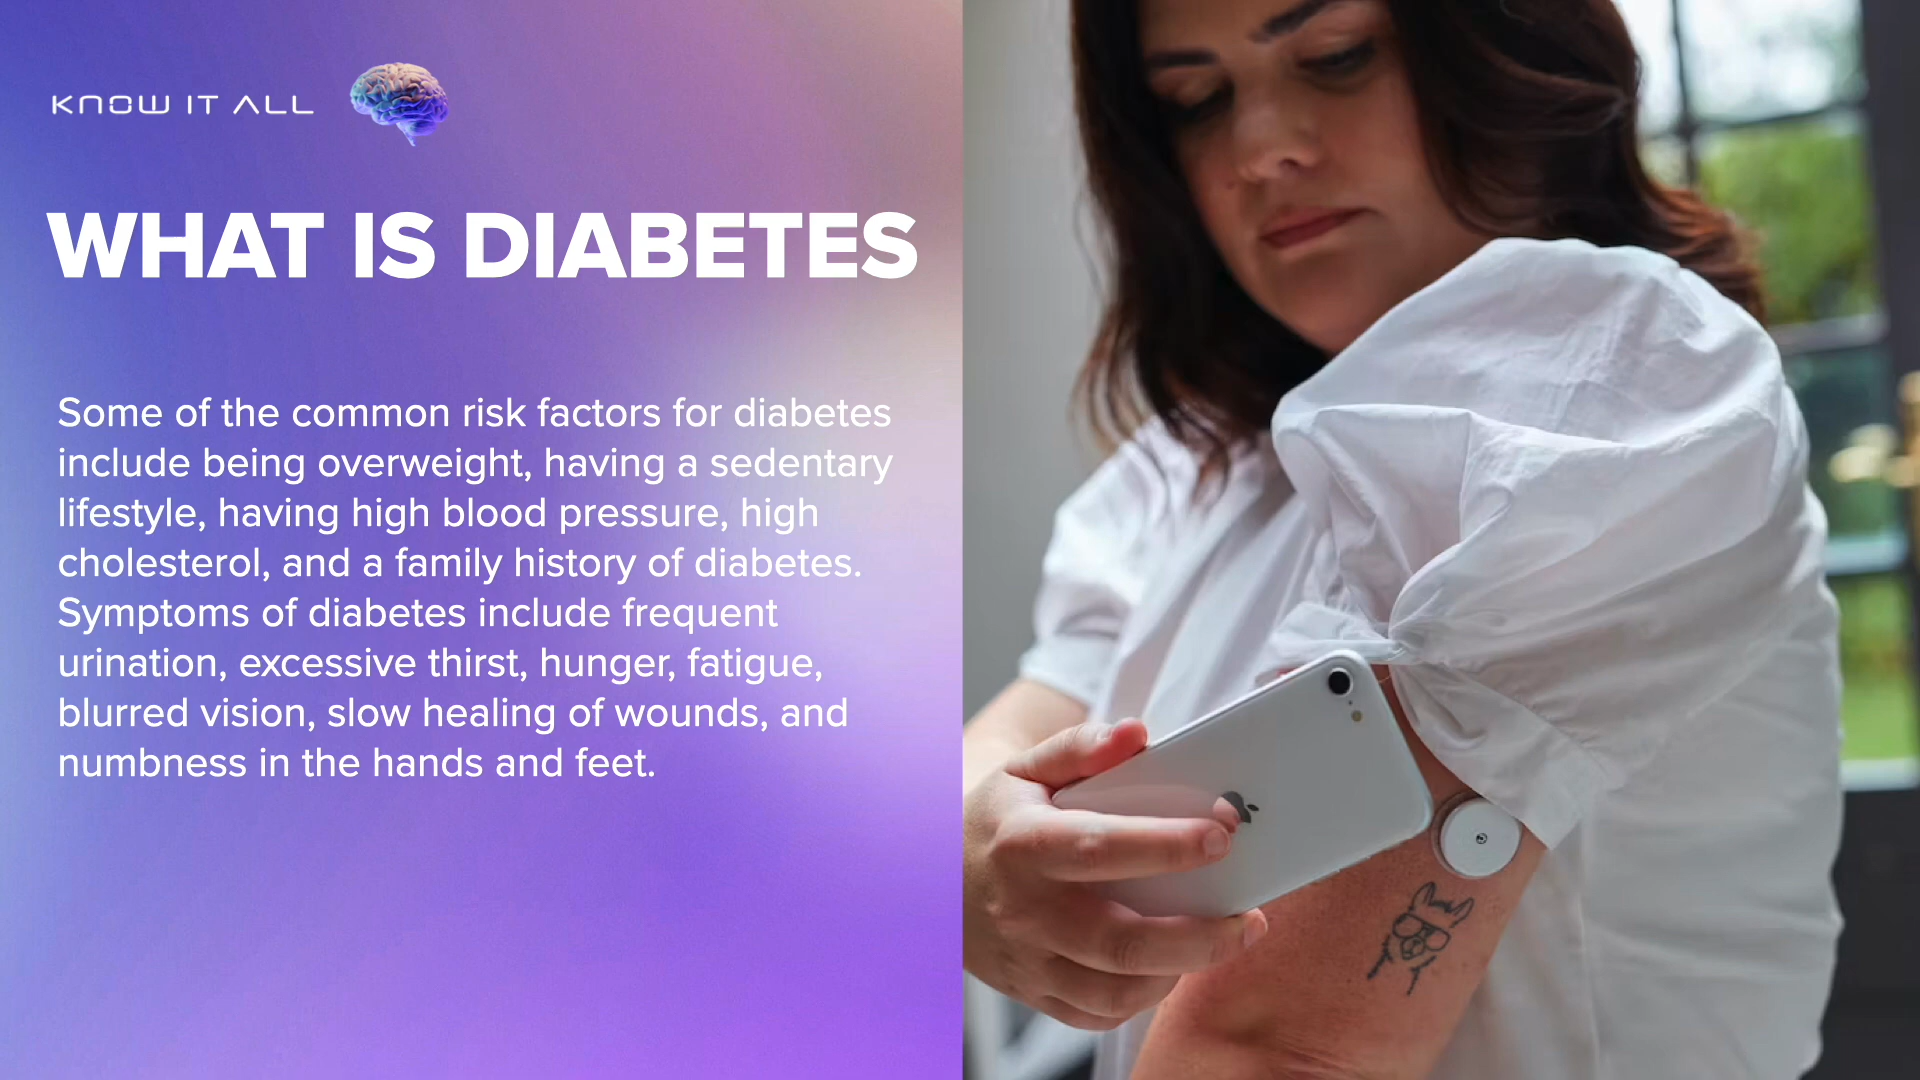 KNOW IT ALL
WHAT IS DIABETES
Some of the common risk factors for diabetes
include being overweight, having a sedentary
lifestyle, having high blood pressure, high
cholesterol, and a family history of diabetes.
Symptoms of diabetes include frequent
urination, excessive thirst, hunger, fatigue,
blurred vision, slow healing of wounds, and
numbness in the hands and feet.